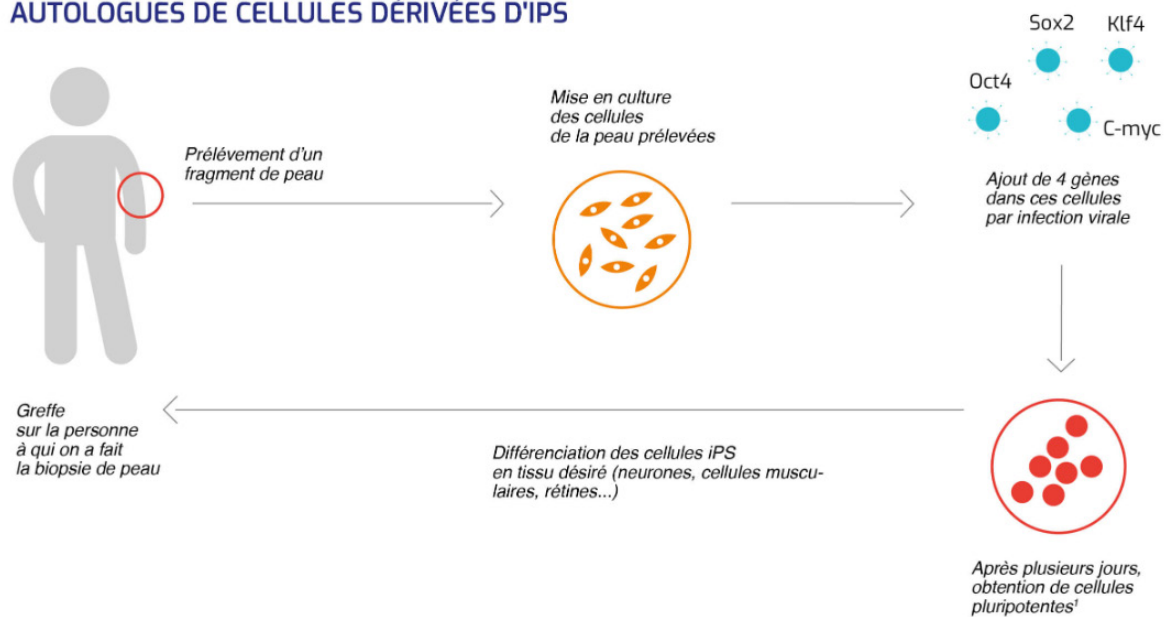 AUTOLOGUES DE CELLULES DÉRIVÉES D'IPS
Prélévement d'un
fragment de peau
Mise en culture
des cellules
de la peau prélevées
Sox2
Klf4
Oct4
C-myc
Ajout de 4 gènes
dans ces cellules
par infection virale
Après plusieurs jours,
obtention de cellules
pluripotentes¹
Différenciation des cellules iPS
en tissu désiré (neurones, cellules muscu-
laires, rétines...)
Greffe
sur la personne
à qui on a fait
la biopsie de peau